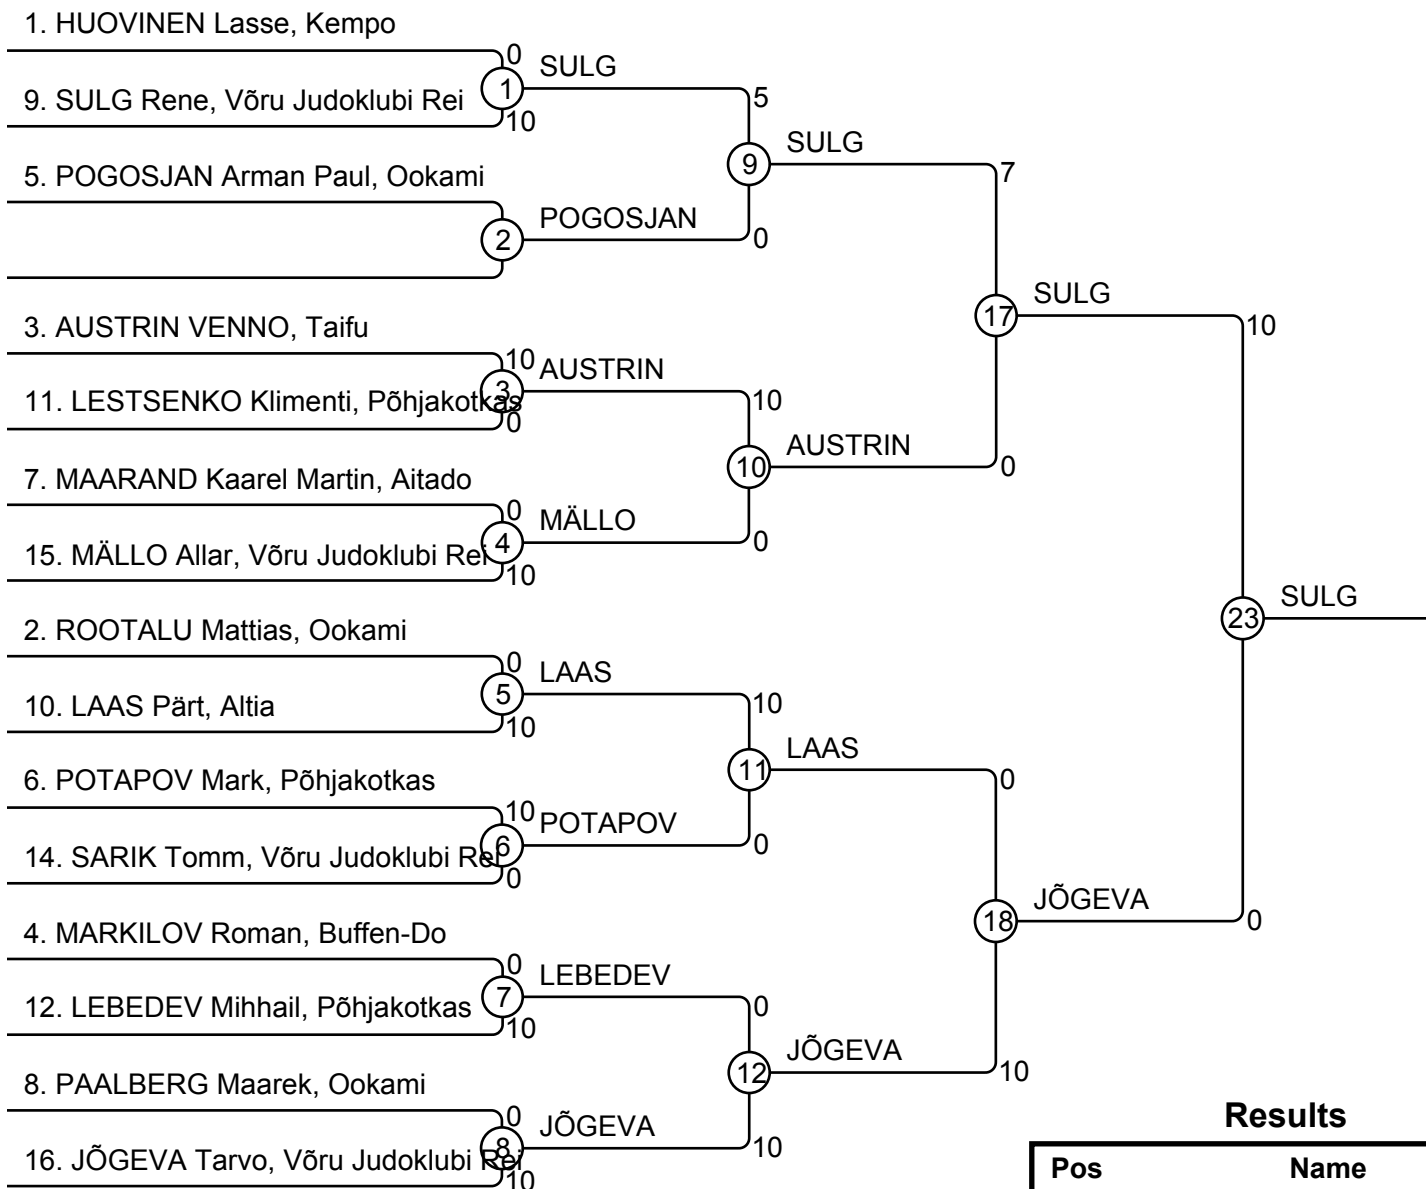 1. HUOVINEN Lasse, Kempo
0
SULG
1
9. SULG Rene, Võru Judoklubi Rei
10
5
SULG
9
5. POGOSJAN Arman Paul, Ookami
7
POGOSJAN
2
0
SULG
17
3. AUSTRIN VENNO, Taifu
10
10
AUSTRIN
3
11. LESTSENKO Klimenti, Põhjakotkas
0
10
AUSTRIN
10
0
7. MAARAND Kaarel Martin, Aitado
0
MÄLLO
4
0
15. MÄLLO Allar, Võru Judoklubi Rei
10
SULG
23
2. ROOTALU Mattias, Ookami
0
LAAS
5
10. LAAS Pärt, Altia
10
10
LAAS
11
0
6. POTAPOV Mark, Põhjakotkas
10
POTAPOV
6
0
14. SARIK Tomm, Võru Judoklubi Rei
0
JÕGEVA
18
0
4. MARKILOV Roman, Buffen-Do
0
LEBEDEV
7
0
12. LEBEDEV Mihhail, Põhjakotkas
10
JÕGEVA
12
10
8. PAALBERG Maarek, Ookami
0
JÕGEVA
8
10
16. JÕGEVA Tarvo, Võru Judoklubi Rei
10
Results
Pos Name